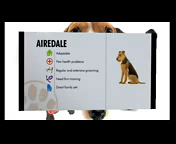 AIREDALE
Adaptable
Few health problems
Regular and extensive grooming
Need firm training
Great family pet